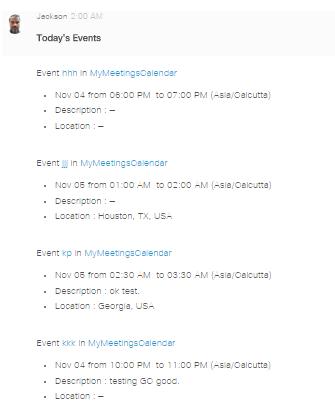 Jackson 2:00 AM
Today's Events
Event hhh in MyMeetingsCalendar
• Nov 04 from 06:00 PM to 07:00 PM (Asia/Calcutta)
• Description : —
• Location : —
Event jjj in MyMeetingsCalendar
• Nov 05 from 01:00 AM to 02:00 AM (Asia/Calcutta)
• Description : —
• Location : Houston, TX, USA
Event kp in MyMeetingsCalendar
• Nov 05 from 02:30 AM to 03:30 AM (Asia/Calcutta)
• Description : ok test.
• Location : Georgia, USA
Event kkk in MyMeetingsCalendar
• Nov 04 from 10:00 PM to 11:00 PM (Asia/Calcutta)
• Description : testing GO good.
• Location : —